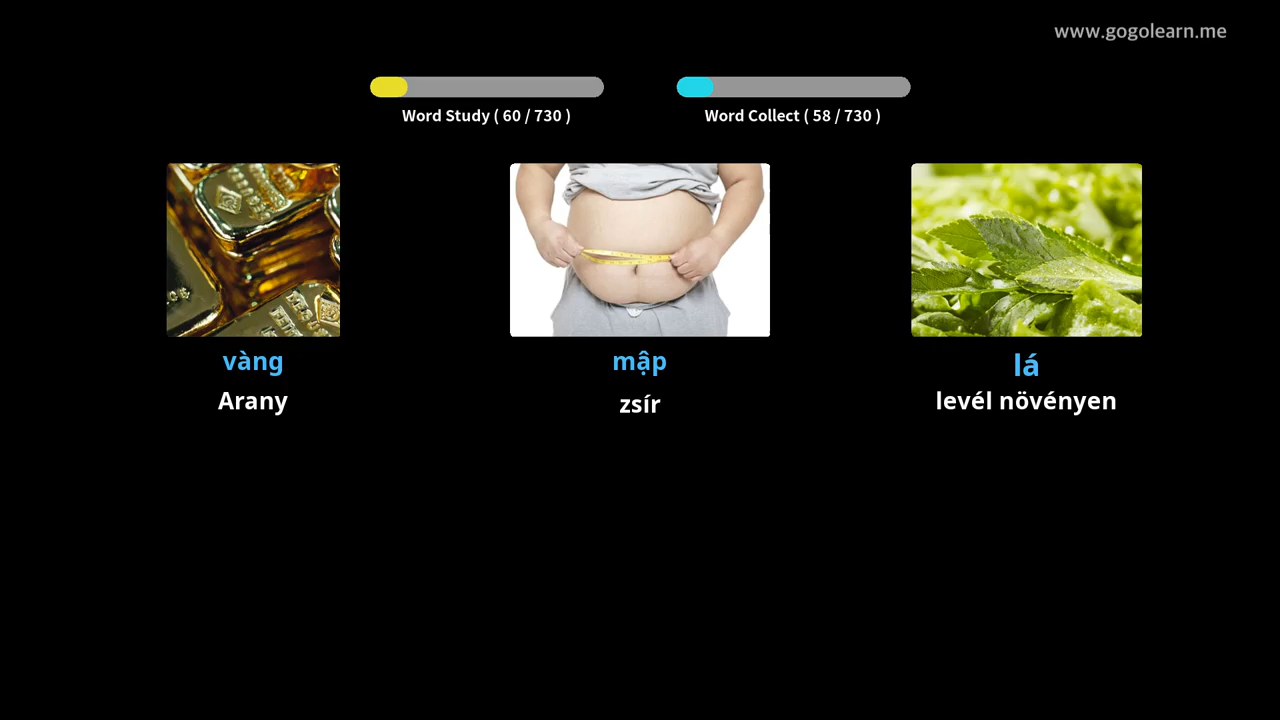 www.gogolearn.me
Word Study ( 60 / 730 )
Word Collect ( 58 / 730 )
vàng
Arany
mập
zsír
lá
levél növényen